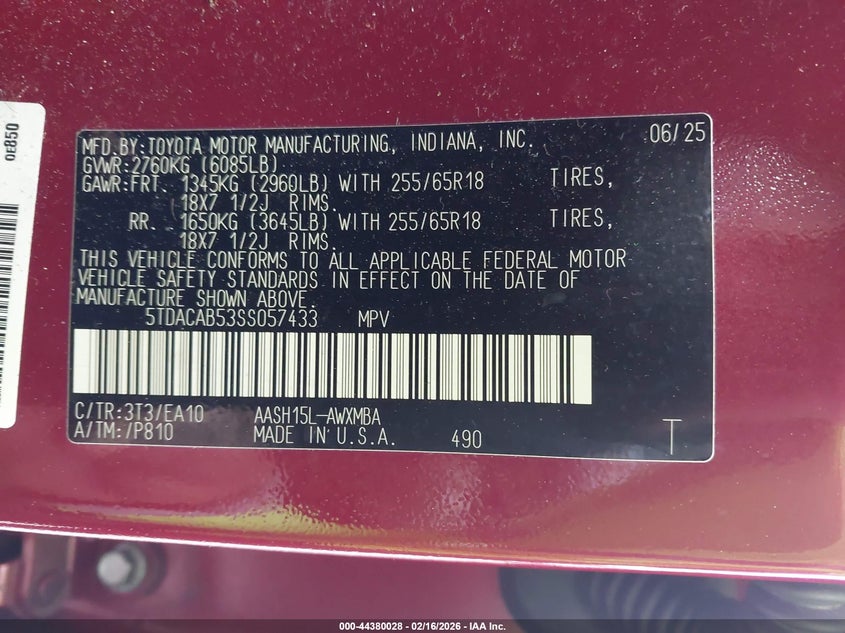 0E850
MFD.BY:TOYOTA MOTOR MANUFACTURING, INDIANA, INC. 06/25
GVWR:2760KG (6085LB)
GAWR:FRT. 1345KG (2960LB) WITH 255/65R18 TIRES,
18X7 1/2J RIMS.
RR. 1650KG (3645LB) WITH 255/65R18 TIRES,
18X7 1/2J RIMS.
THIS VEHICLE CONFORMS TO ALL APPLICABLE FEDERAL MOTOR
VEHICLE SAFETY STANDARDS IN EFFECT ON THE DATE OF
MANUFACTURE SHOWN ABOVE.
5TDACAB53SS057433 MPV
C/TR:3T3/EA10 AASH15L-AWXMBA
A/TM:/P810 MADE IN U.S.A. 490 T
000-44380028 - 02/16/2026 - IAA Inc.